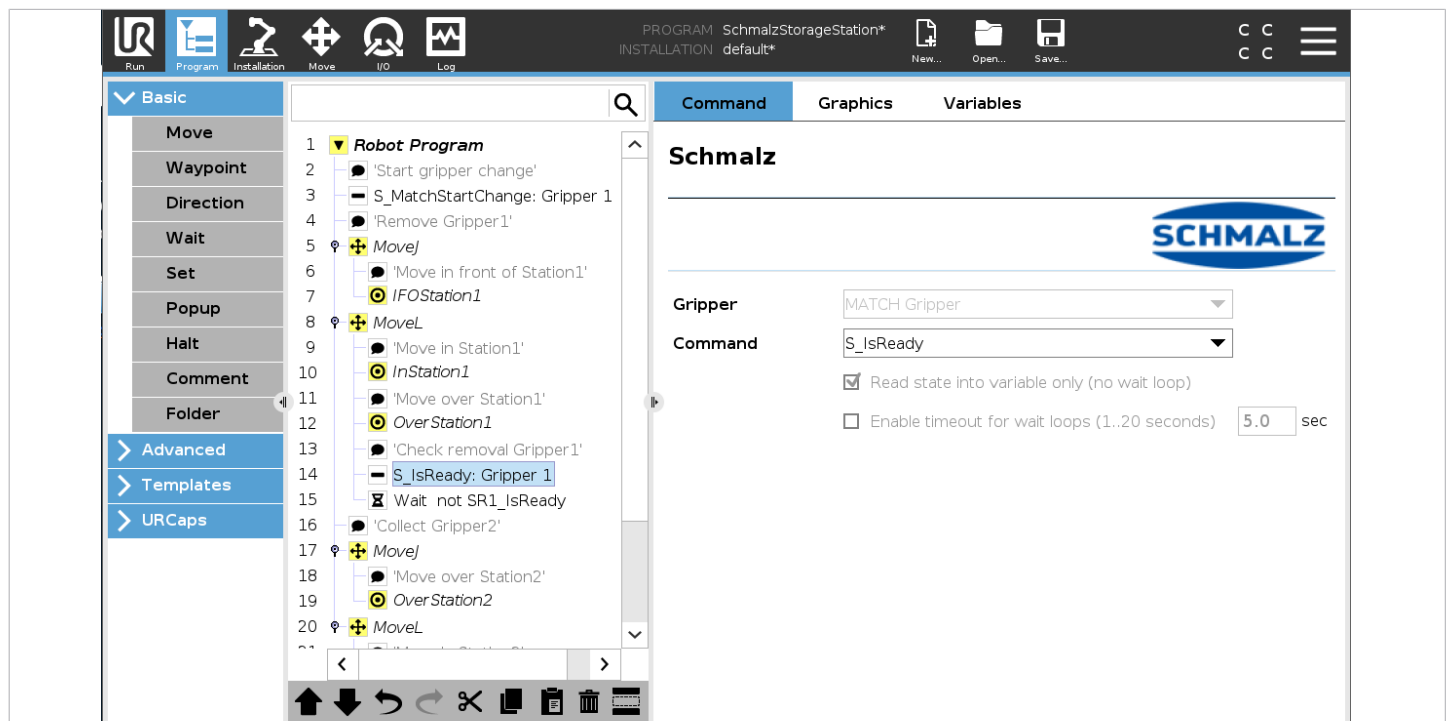 UR
PROGRAM SchmalzStorageStation*
INSTALLATION default*
C C
C C
Run Program Installation Move I/O Log New... Open... Save...
Basic
Move
Waypoint
Direction
Wait
Set
Popup
Halt
Comment
Folder
Advanced
Templates
URCaps
1 Robot Program
2 'Start gripper change'
3 S_MatchStartChange: Gripper 1
4 'Remove Gripper1'
5 MoveJ
6 'Move in front of Station1'
7 IFOStation1
8 MoveL
9 'Move in Station1'
10 InStation1
11 'Move over Station1'
12 OverStation1
13 'Check removal Gripper1'
14 S_IsReady: Gripper 1
15 Wait not SR1_IsReady
16 'Collect Gripper2'
17 MoveJ
18 'Move over Station2'
19 OverStation2
20 MoveL
Command Graphics Variables
Schmalz
SCHMALZ
Gripper MATCH Gripper
Command S_IsReady
Read state into variable only (no wait loop)
Enable timeout for wait loops (1..20 seconds) 5.0 sec